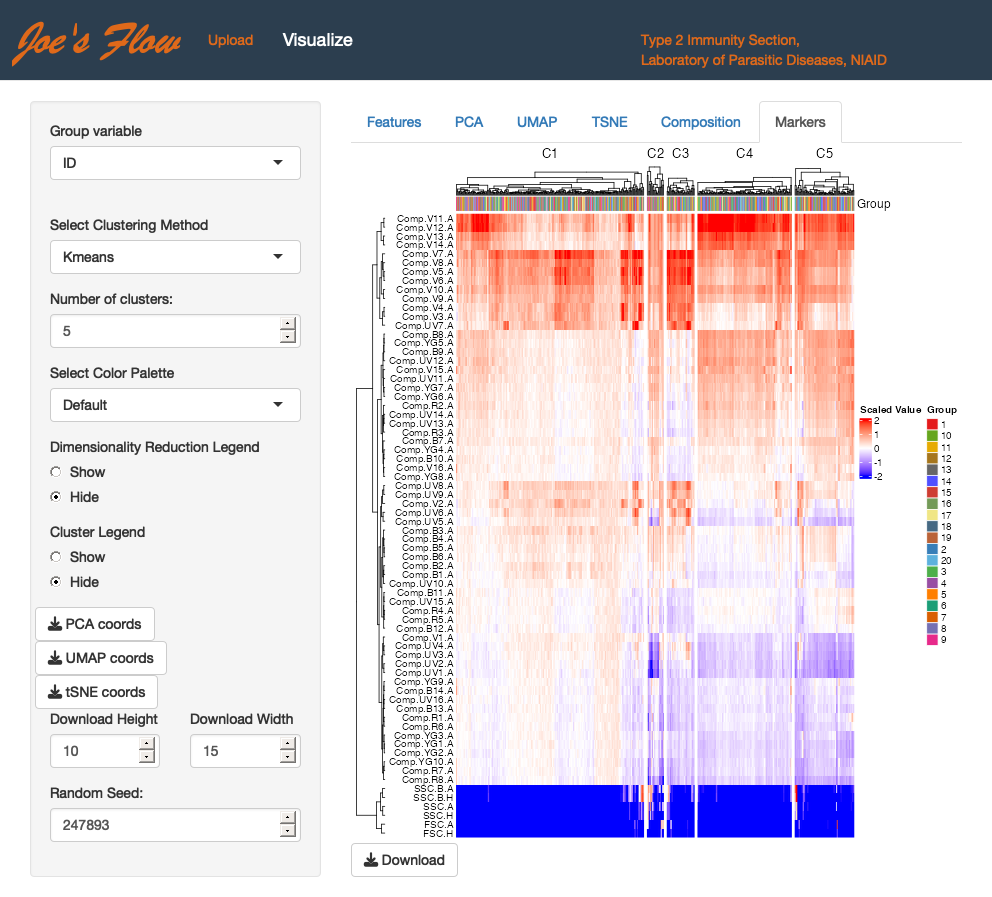 Joe's Flow
Upload
Visualize
Type 2 Immunity Section,
Laboratory of Parasitic Diseases, NIAID
Group variable
ID
Select Clustering Method
Kmeans
Number of clusters:
5
Select Color Palette
Default
Dimensionality Reduction Legend
Show
Hide
Cluster Legend
Show
Hide
PCA coords
UMAP coords
tSNE coords
Download Height
Download Width
10
15
Random Seed:
247893
Features
PCA
UMAP
TSNE
Composition
Markers
C1
C2
C3
C4
C5
Group
Comp.V11.A
Comp.V12.A
Comp.V13.A
Comp.V14.A
Comp.V7.A
Comp.V8.A
Comp.V5.A
Comp.V6.A
Comp.V10.A
Comp.V9.A
Comp.V4.A
Comp.V3.A
Comp.UV7.A
Comp.B8.A
Comp.YG5.A
Comp.B9.A
Comp.UV12.A
Comp.V15.A
Comp.UV11.A
Comp.YG7.A
Comp.YG6.A
Comp.R2.A
Comp.UV14.A
Comp.UV13.A
Comp.R3.A
Comp.B7.A
Comp.YG4.A
Comp.B10.A
Comp.V16.A
Comp.YG8.A
Comp.UV8.A
Comp.UV9.A
Comp.V2.A
Comp.UV6.A
Comp.UV5.A
Comp.B3.A
Comp.B4.A
Comp.B5.A
Comp.B6.A
Comp.B2.A
Comp.B1.A
Comp.UV10.A
Comp.B11.A
Comp.UV15.A
Comp.R4.A
Comp.R5.A
Comp.B12.A
Comp.V1.A
Comp.UV4.A
Comp.UV3.A
Comp.UV2.A
Comp.UV1.A
Comp.YG9.A
Comp.B14.A
Comp.UV16.A
Comp.B13.A
Comp.R1.A
Comp.R6.A
Comp.YG3.A
Comp.YG1.A
Comp.YG2.A
Comp.YG10.A
Comp.R7.A
Comp.R8.A
SSC.B.A
SSC.B.H
SSC.A
SSC.H
FSC.A
FSC.H
Scaled Value
2
1
0
-1
-2
Group
1
10
11
12
13
14
15
16
17
18
19
2
20
3
4
5
6
7
8
9
Download